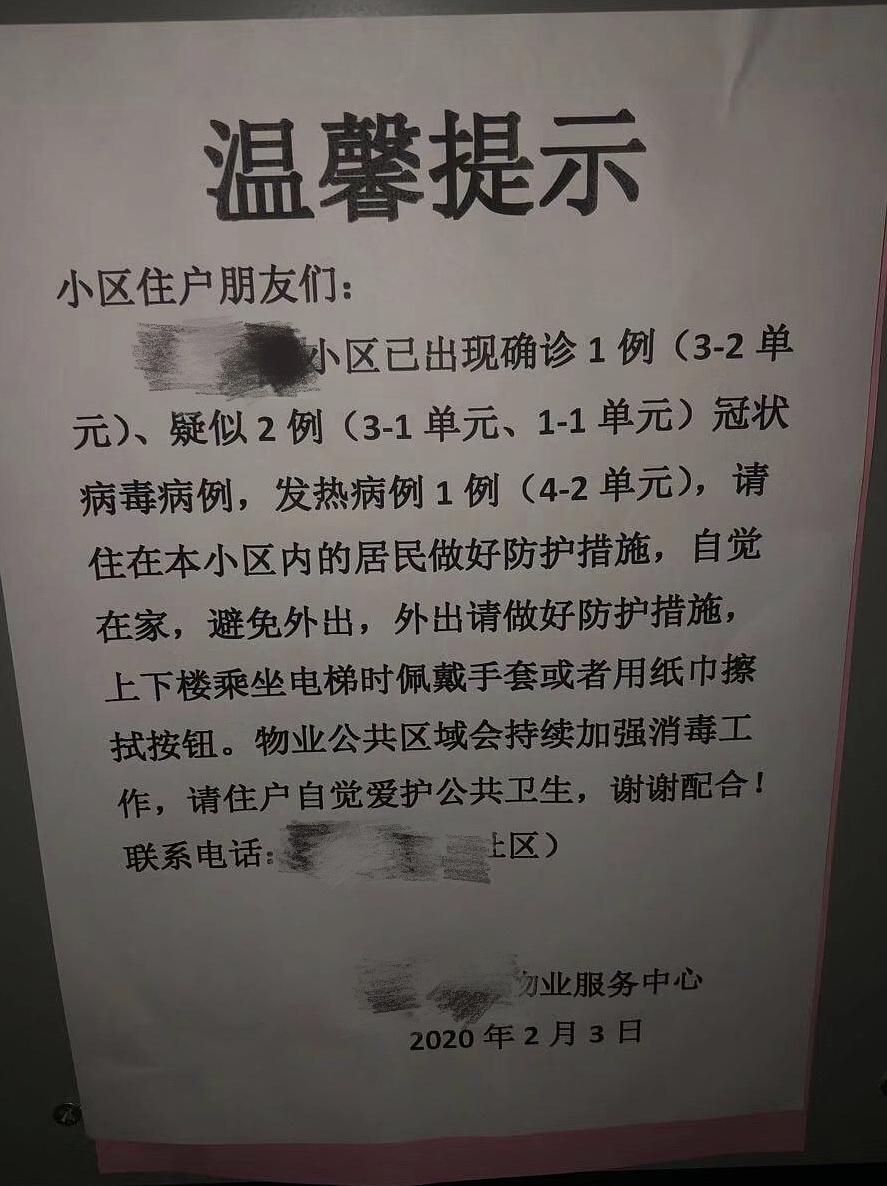 温馨提示
小区住户朋友们：
小区已出现确诊 1 例（3-2 单
元）、疑似 2 例（3-1 单元、1-1 单元）冠状
病毒病例，发热病例 1 例（4-2 单元），请
住在本小区内的居民做好防护措施，自觉
在家，避免外出，外出请做好防护措施，
上下楼乘坐电梯时佩戴手套或者用纸巾擦
拭按钮。物业公共区域会持续加强消毒工
作，请住户自觉爱护公共卫生，谢谢配合！
联系电话：区）
物业服务中心
2020 年 2 月 3 日